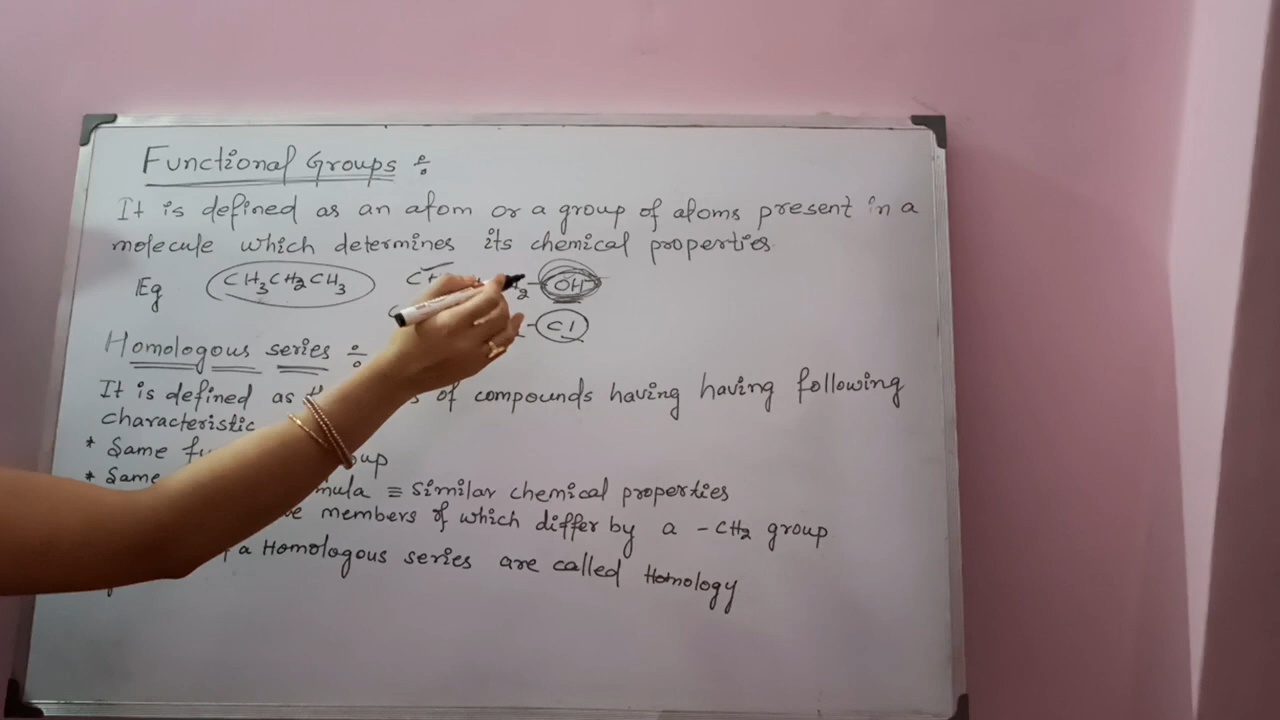 Functional Groups ÷
It is defined as an atom or a group of atoms present in a
molecule which determines its chemical properties
Eg CH3CH2CH3 2-OH
-Cl
Homologous series ÷
It is defined as of compounds having having following
characteristic
* Same
* Same ≡ similar chemical properties
members of which differ by a -CH2 group
a Homologous series are called Homology